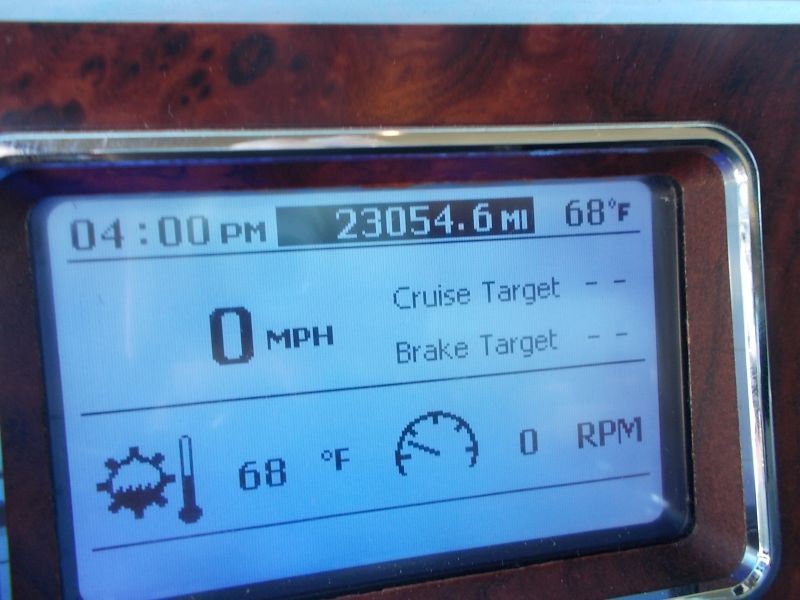 04:00 PM 23054.6 MI 68°F
Cruise Target --
0 MPH
Brake Target --
68 °F 0 RPM